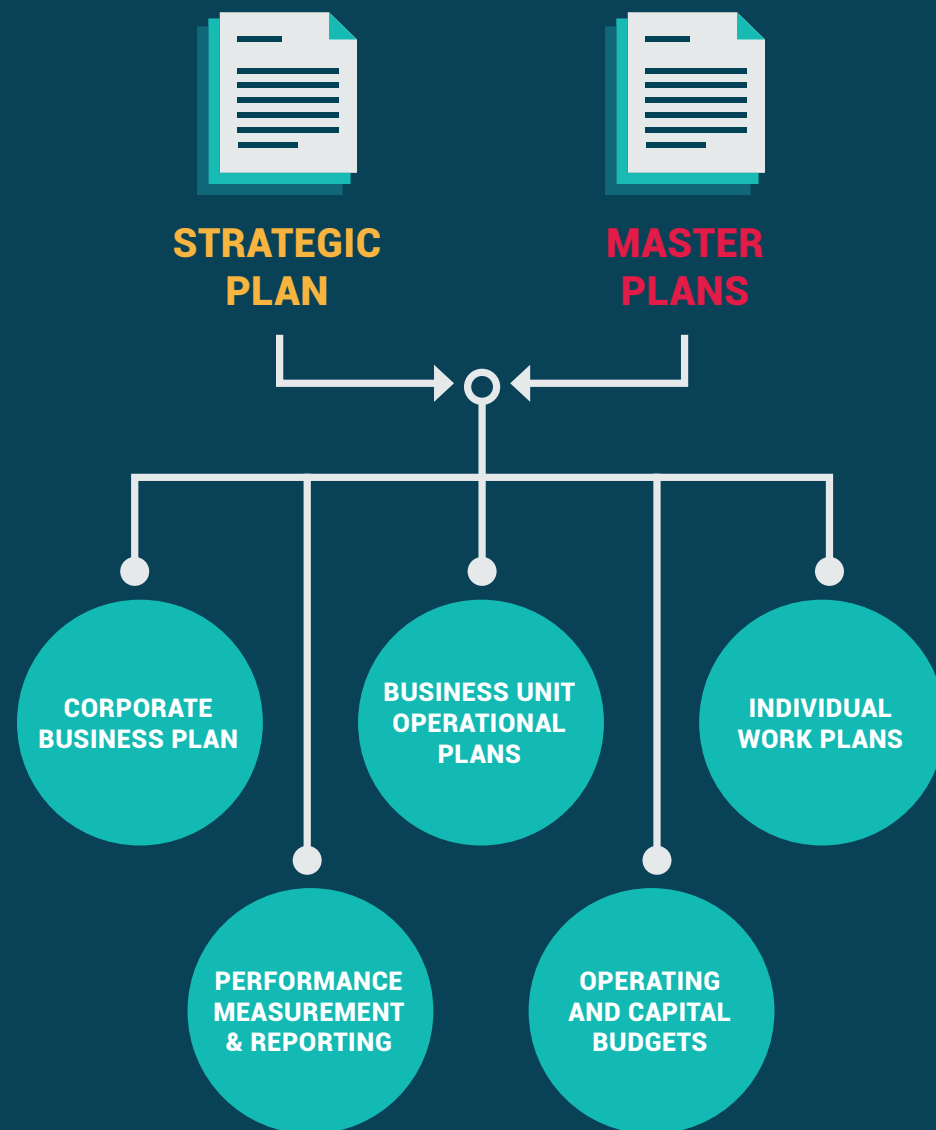 STRATEGIC
PLAN
MASTER
PLANS
CORPORATE
BUSINESS PLAN
BUSINESS UNIT
OPERATIONAL
PLANS
INDIVIDUAL
WORK PLANS
PERFORMANCE
MEASUREMENT
& REPORTING
OPERATING
AND CAPITAL
BUDGETS